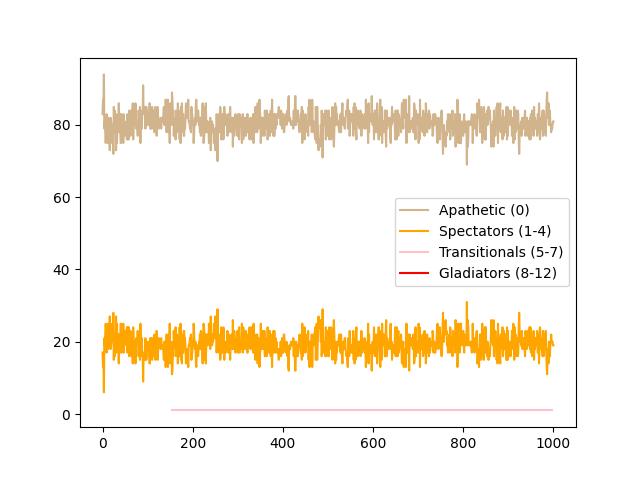 80
60
40
20
0
0 200 400 600 800 1000
Apathetic (0)
Spectators (1-4)
Transitionals (5-7)
Gladiators (8-12)